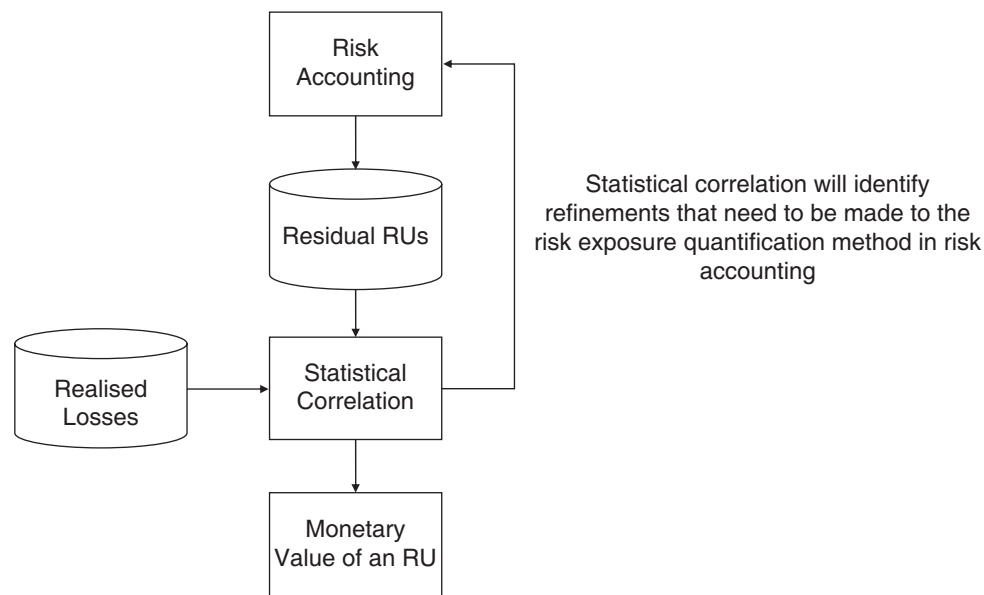 Risk
Accounting
Statistical correlation will identify
refinements that need to be made to the
risk exposure quantification method in risk
accounting
Residual RUs
Realised
Losses
Statistical
Correlation
Monetary
Value of an RU